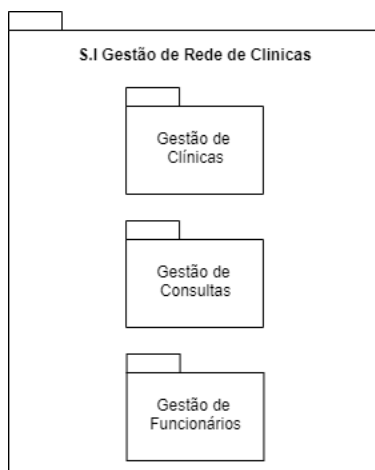 S.I Gestão de Rede de Clinicas
Gestão de
Clínicas
Gestão de
Consultas
Gestão de
Funcionários